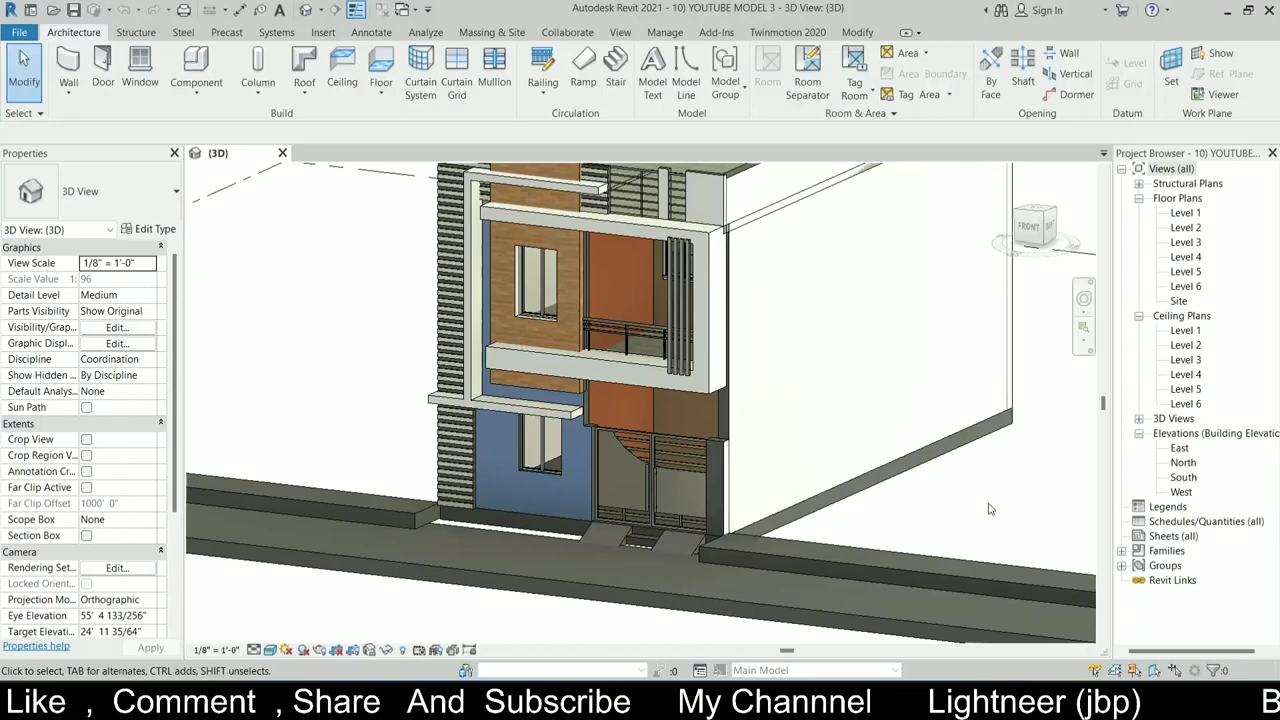 Autodesk Revit 2021 - 10) YOUTUBE MODEL 3 - 3D View: {3D}
Sign In
File Architecture Structure Steel Precast Systems Insert Annotate Analyze Massing & Site Collaborate View Manage Add-Ins Twinmotion 2020 Modify
Modify Wall Door Window Component Column Roof Ceiling Floor Curtain System Curtain Grid Mullion Railing Ramp Stair Model Text Model Line Model Group Room Room Separator Tag Room
Area
Area Boundary
Tag Area
By Face Shaft
Wall
Vertical
Dormer
Level
Grid
Set
Show
Ref Plane
Viewer
Select Build Circulation Model Room & Area Opening Datum Work Plane
Properties
{3D}
Project Browser - 10) YOUTUBE...
3D View
3D View: {3D} Edit Type
Graphics
View Scale 1/8" = 1'-0"
Scale Value 1: 96
Detail Level Medium
Parts Visibility Show Original
Visibility/Grap... Edit...
Graphic Displ... Edit...
Discipline Coordination
Show Hidden ... By Discipline
Default Analys... None
Sun Path
Extents
Crop View
Crop Region V...
Annotation Cr...
Far Clip Active
Far Clip Offset 1000' 0"
Scope Box None
Section Box
Camera
Rendering Set... Edit...
Locked Orient...
Projection Mo... Orthographic
Eye Elevation 55' 4 133/256"
Target Elevati... 24' 11 35/64"
Properties help Apply
FRONT
Views (all)
Structural Plans
Floor Plans
Level 1
Level 2
Level 3
Level 4
Level 5
Level 6
Site
Ceiling Plans
Level 1
Level 2
Level 3
Level 4
Level 5
Level 6
3D Views
Elevations (Building Elevatic
East
North
South
West
Legends
Schedules/Quantities (all)
Sheets (all)
Families
Groups
Revit Links
1/8" = 1'-0"
Click to select, TAB for alternates, CTRL adds, SHIFT unselects.
:0
Main Model
:0
Like , Comment , Share And Subscribe My Channnel Lightneer (jbp) B